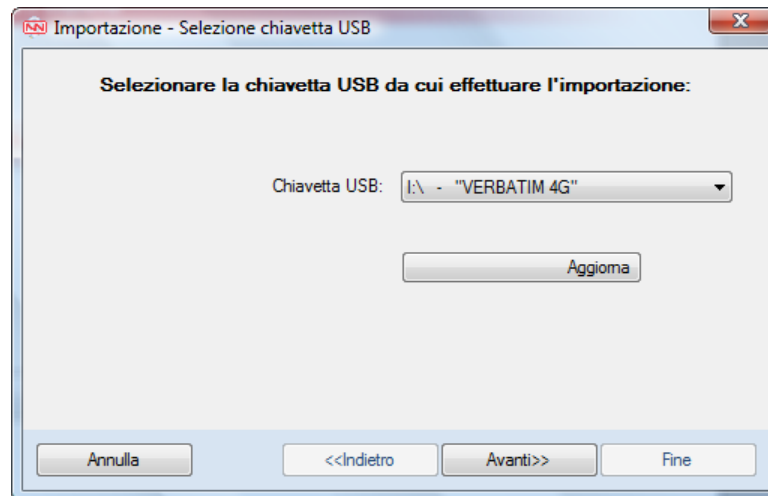 NN Importazione - Selezione chiavetta USB
Selezionare la chiavetta USB da cui effettuare l'importazione:
Chiavetta USB: I:\ - "VERBATIM 4G"
Aggiorna
Annulla <<Indietro Avanti>> Fine